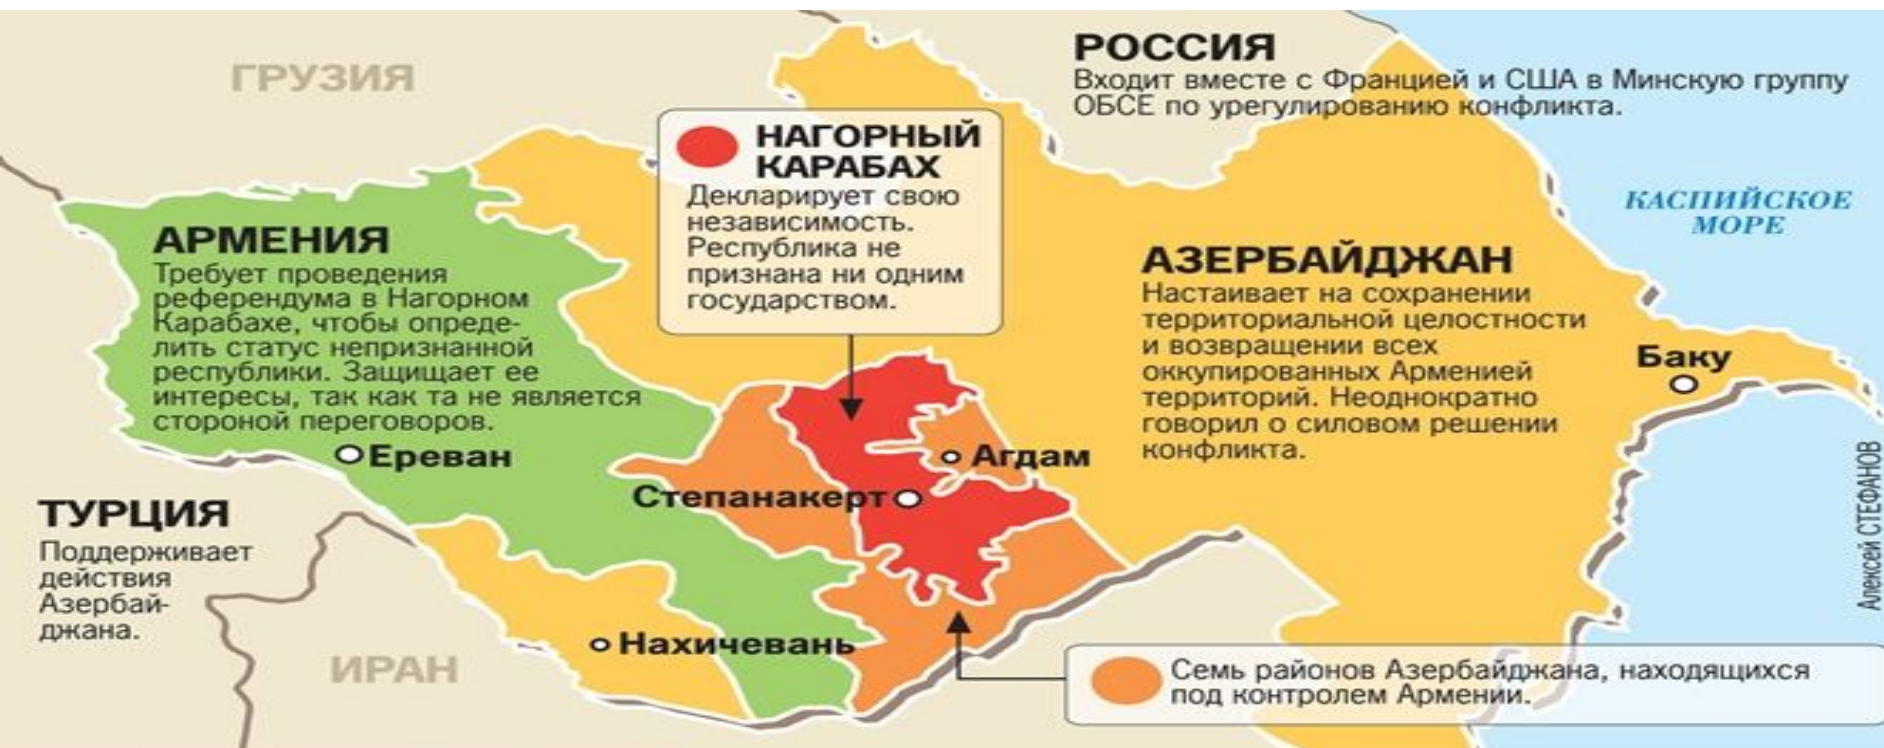 ГРУЗИЯ
РОССИЯ
Входит вместе с Францией и США в Минскую группу
ОБСЕ по урегулированию конфликта.
НАГОРНЫЙ
КАРАБАХ
Декларирует свою
независимость.
Республика не
признана ни одним
государством.
КАСПИЙСКОЕ
МОРЕ
АРМЕНИЯ
Требует проведения
референдума в Нагорном
Карабахе, чтобы опреде-
лить статус непризнанной
республики. Защищает ее
интересы, так как та не является
стороной переговоров.
АЗЕРБАЙДЖАН
Настаивает на сохранении
территориальной целостности
и возвращении всех
оккупированных Арменией
территорий. Неоднократно
говорил о силовом решении
конфликта.
Баку
Ереван
Агдам
Степанакерт
ТУРЦИЯ
Поддерживает
действия
Азербай-
джана.
Нахичевань
ИРАН
Семь районов Азербайджана, находящихся
под контролем Армении.
Алексей СТЕФАНОВ